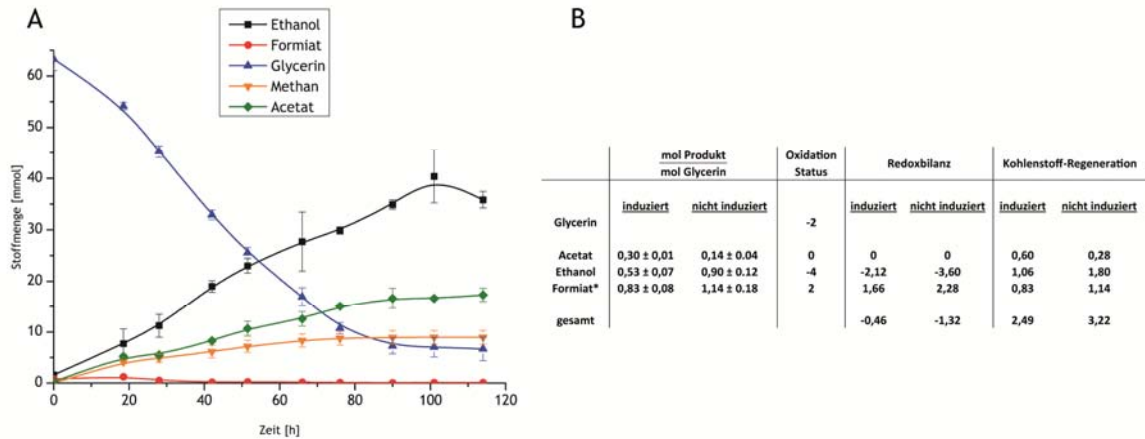 A
Ethanol
Formiat
Glycerin
Methan
Acetat
Stoffmenge [mmol]
60
50
40
30
20
10
0
0 20 40 60 80 100 120
Zeit [h]
B
mol Produkt Oxidation Redoxbilanz Kohlenstoff-Regeneration
mol Glycerin Status
induziert nicht induziert induziert nicht induziert induziert nicht induziert
Glycerin -2
Acetat 0,30 ± 0,01 0,14 ± 0.04 0 0 0 0,60 0,28
Ethanol 0,53 ± 0,07 0,90 ± 0.12 -4 -2,12 -3,60 1,06 1,80
Formiat* 0,83 ± 0,08 1,14 ± 0.18 2 1,66 2,28 0,83 1,14
gesamt -0,46 -1,32 2,49 3,22